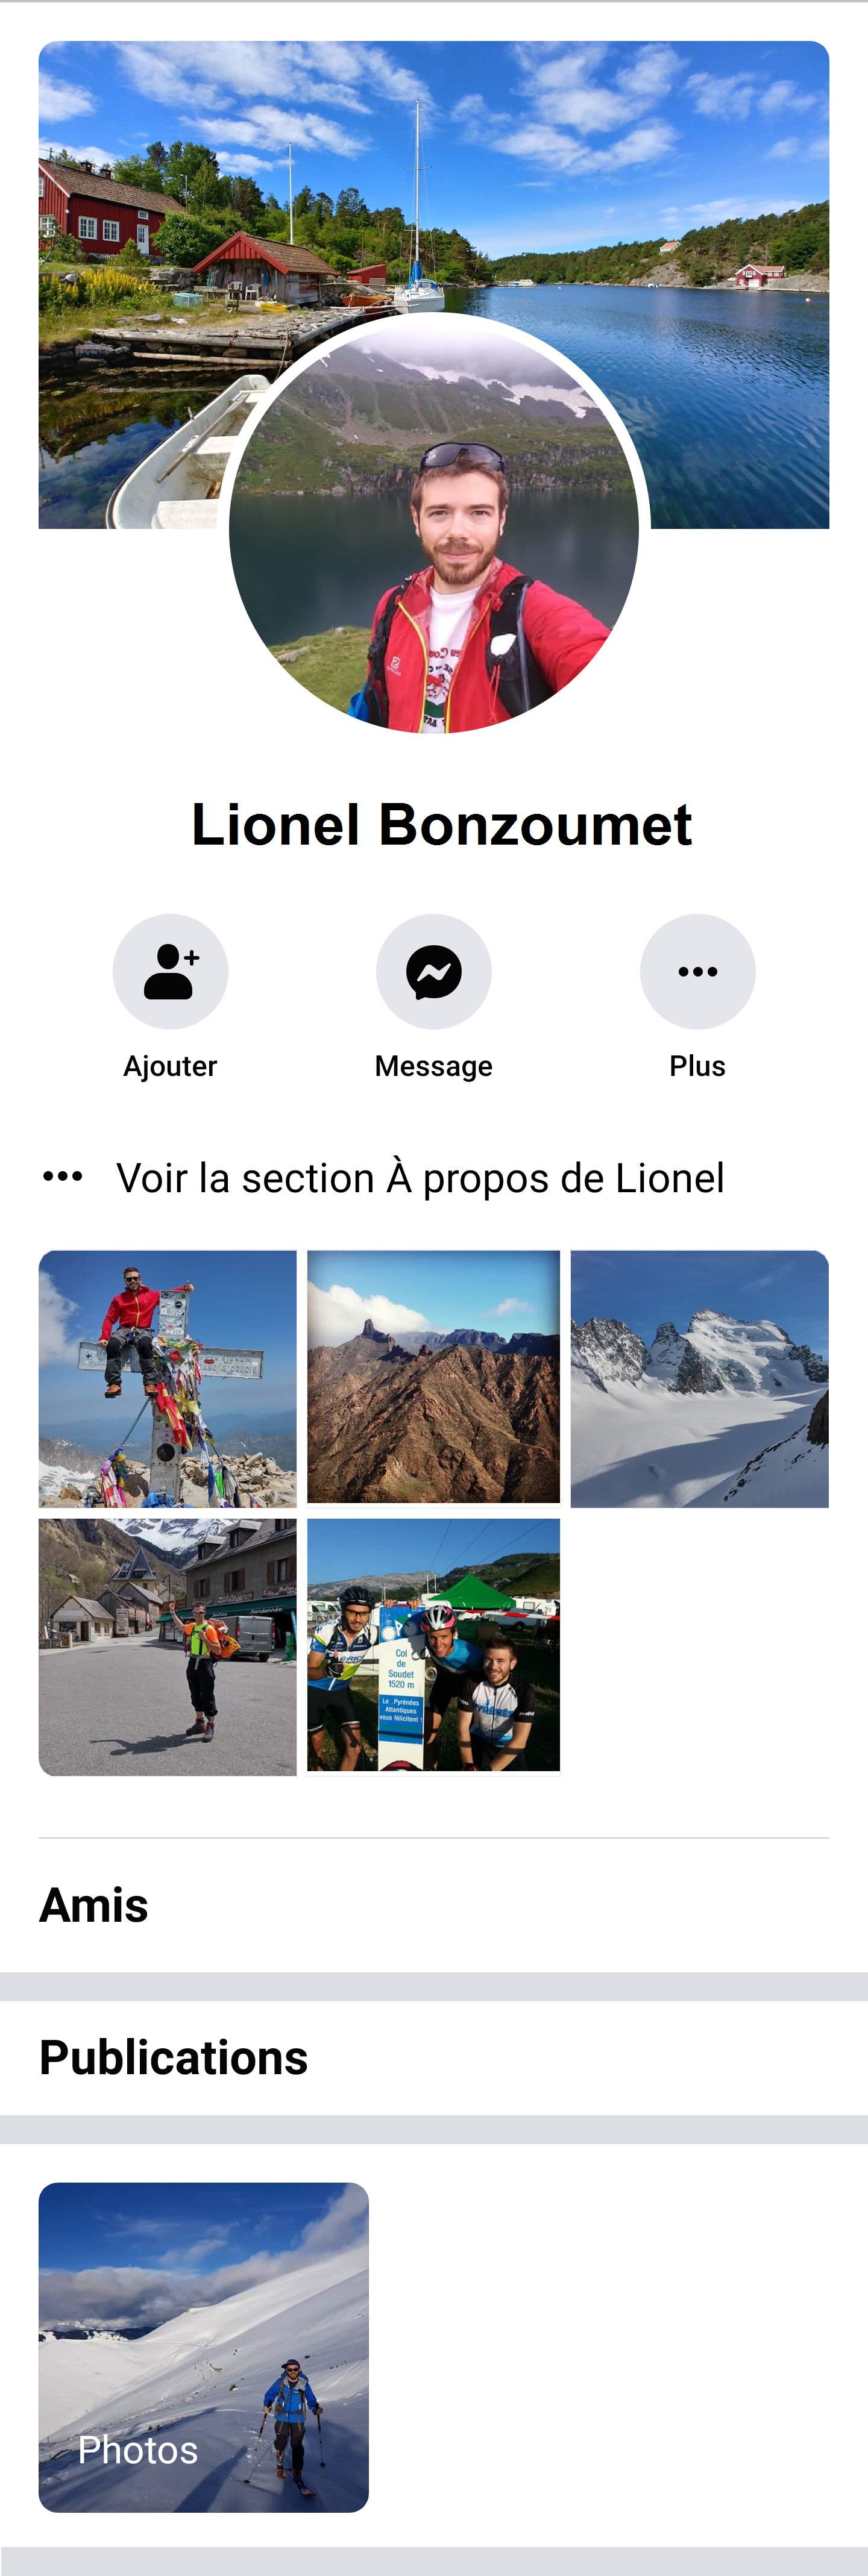 Lionel Bonzoumet
Ajouter
Message
Plus
Voir la section À propos de Lionel
Col
de
Soudet
1520 m
Le Pyrénées
Atlantiques
vous félicitent !
Amis
Publications
Photos